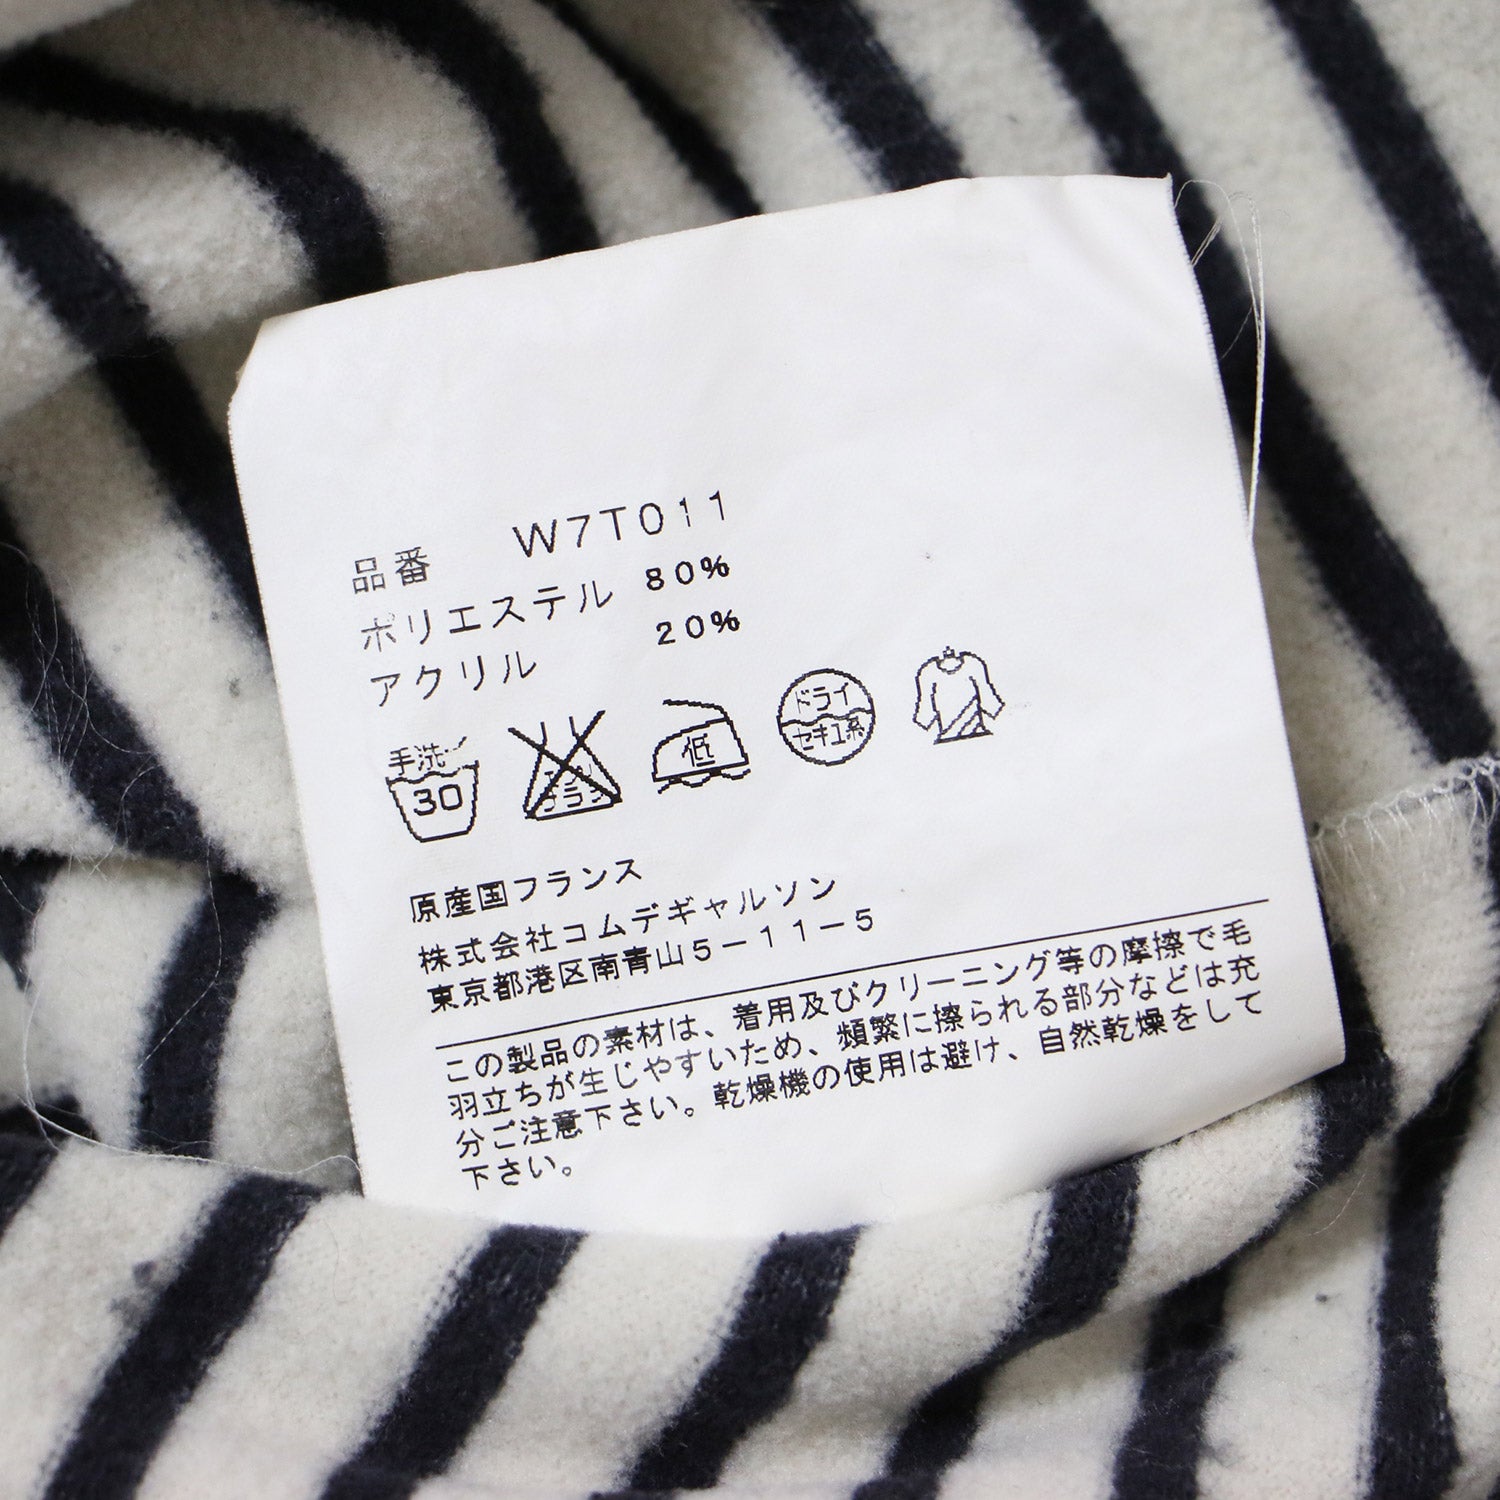 品番 W7T011
ポリエステル 80%
アクリル 20%
手洗イ 30
低
ドライ
セキユ系
原産国フランス
株式会社コムデギャルソン
東京都港区南青山5－11－5
この製品の素材は、着用及びクリーニング等の摩擦で毛
羽立ちが生じやすいため、頻繁に擦られる部分などは充
分ご注意下さい。乾燥機の使用は避け、自然乾燥をして
下さい。